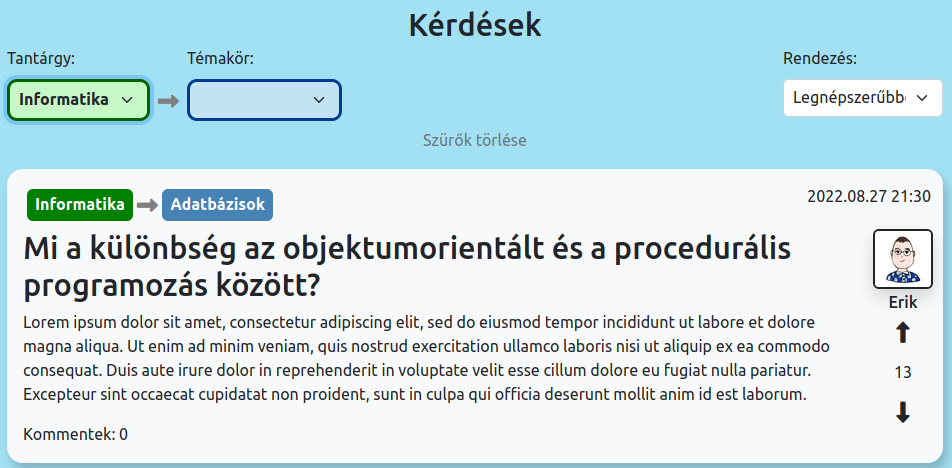 Kérdések
Tantárgy:
Témakör:
Rendezés:
Informatika
Legnépszerűbb
Szűrők törlése
Informatika
Adatbázisok
2022.08.27 21:30
Mi a különbség az objektumorientált és a procedurális
programozás között?
Erik
Lorem ipsum dolor sit amet, consectetur adipiscing elit, sed do eiusmod tempor incididunt ut labore et dolore
magna aliqua. Ut enim ad minim veniam, quis nostrud exercitation ullamco laboris nisi ut aliquip ex ea commodo
consequat. Duis aute irure dolor in reprehenderit in voluptate velit esse cillum dolore eu fugiat nulla pariatur.
Excepteur sint occaecat cupidatat non proident, sunt in culpa qui officia deserunt mollit anim id est laborum.
13
Kommentek: 0